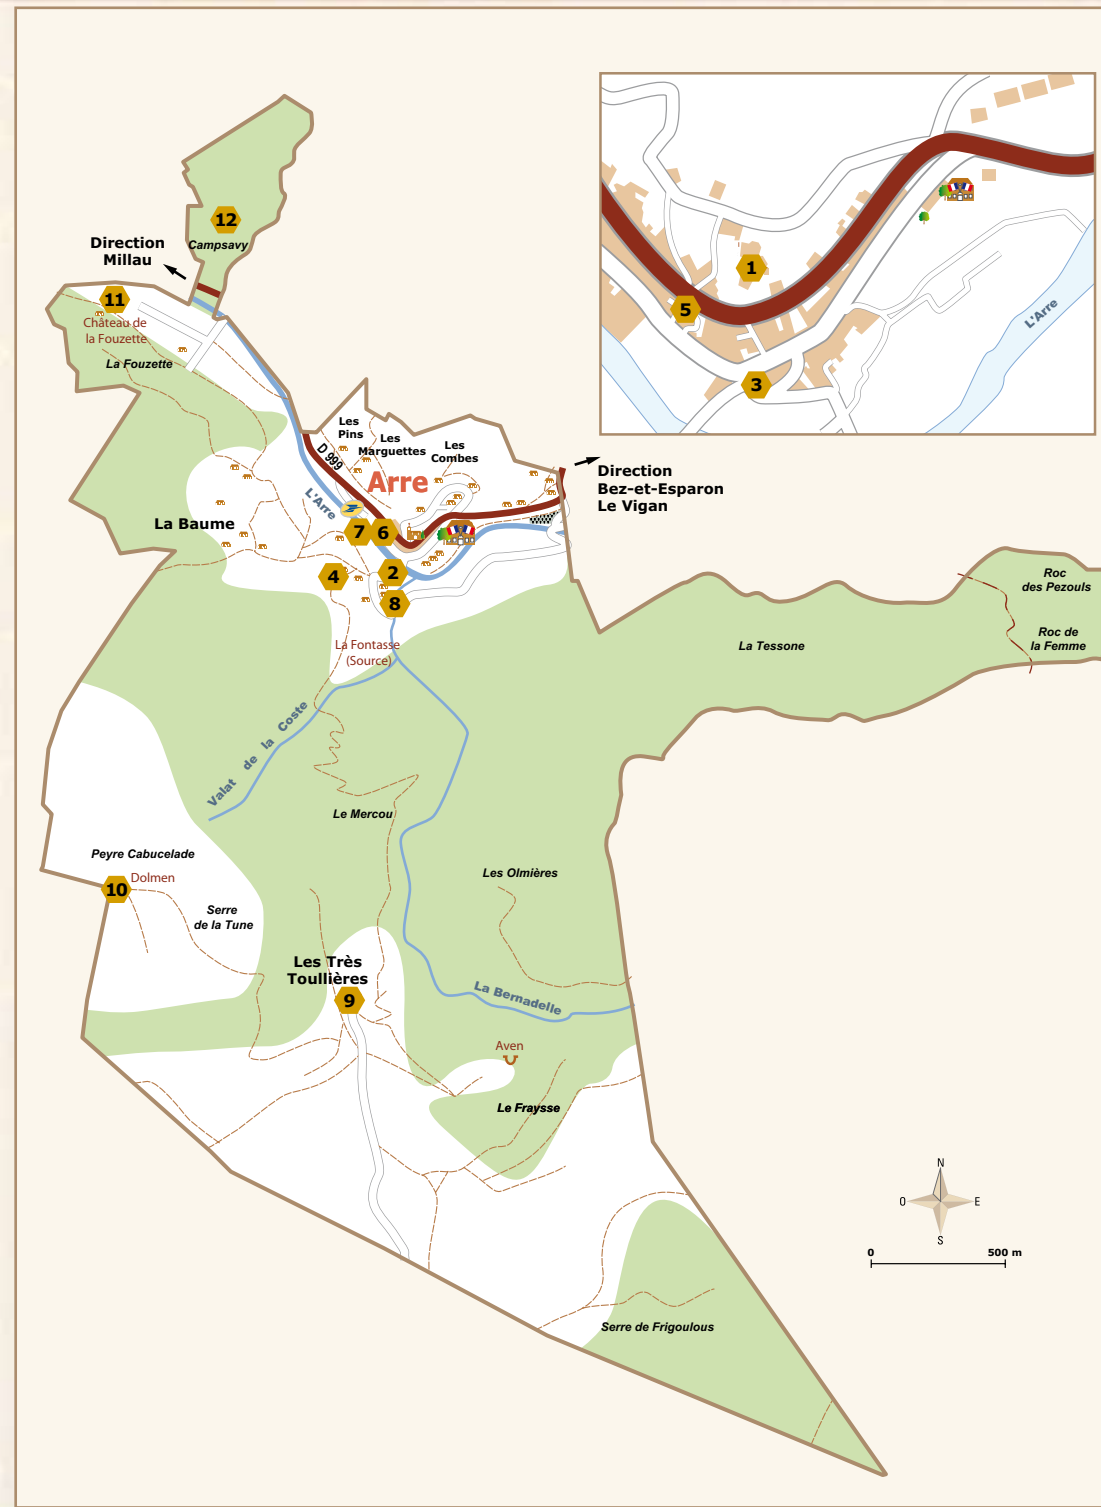 12
Campsavy
Direction
Millau
11
Château de
la Fouzette
La Fouzette
1
5
3
L'Arre
Les
Pins
Les
Marguettes
Les
Combes
D 999
Arre
L'Arre
Direction
Bez-et-Esparon
Le Vigan
La Baume
7
6
4
2
8
La Fontasse
(Source)
Roc
des Pezouls
Roc de
la Femme
La Tessone
Valat de la Coste
Le Mercou
Peyre Cabucelade
10
Dolmen
Serre
de la Tune
Les Olmières
Les Très
Toullières
9
La Bernadelle
Aven
Le Fraysse
N
O
E
S
0
500 m
Serre de Frigoulous